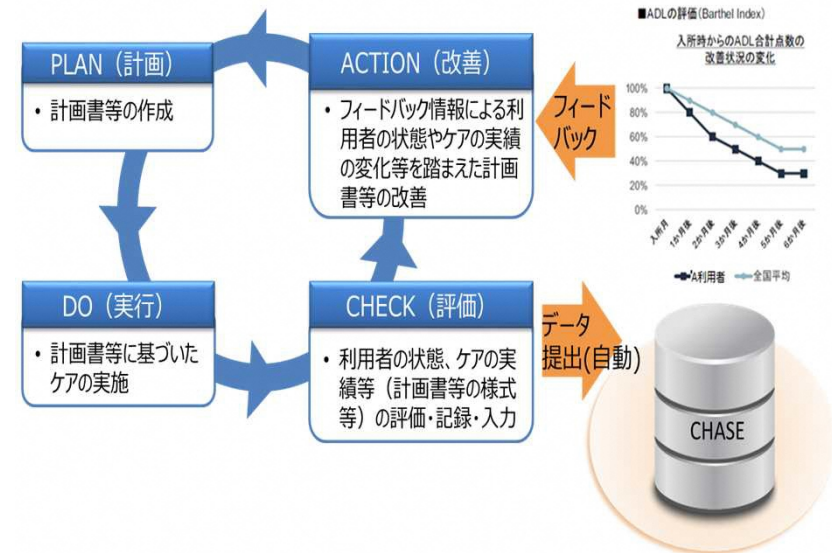 PLAN（計画）
• 計画書等の作成
ACTION（改善）
• フィードバック情報による利
用者の状態やケアの実績
の変化等を踏まえた計画
書等の改善
フィード
バック
■ADLの評価（Barthel Index）
入所時からのADL合計点数の
改善状況の変化
100%
80%
60%
40%
20%
0%
入所月
1か月後
2か月後
3か月後
4か月後
5か月後
6か月後
A利用者
全国平均
DO（実行）
• 計画書等に基づいた
ケアの実施
CHECK（評価）
• 利用者の状態、ケアの実
績等（計画書等の様式
等）の評価・記録・入力
データ
提出(自動)
CHASE